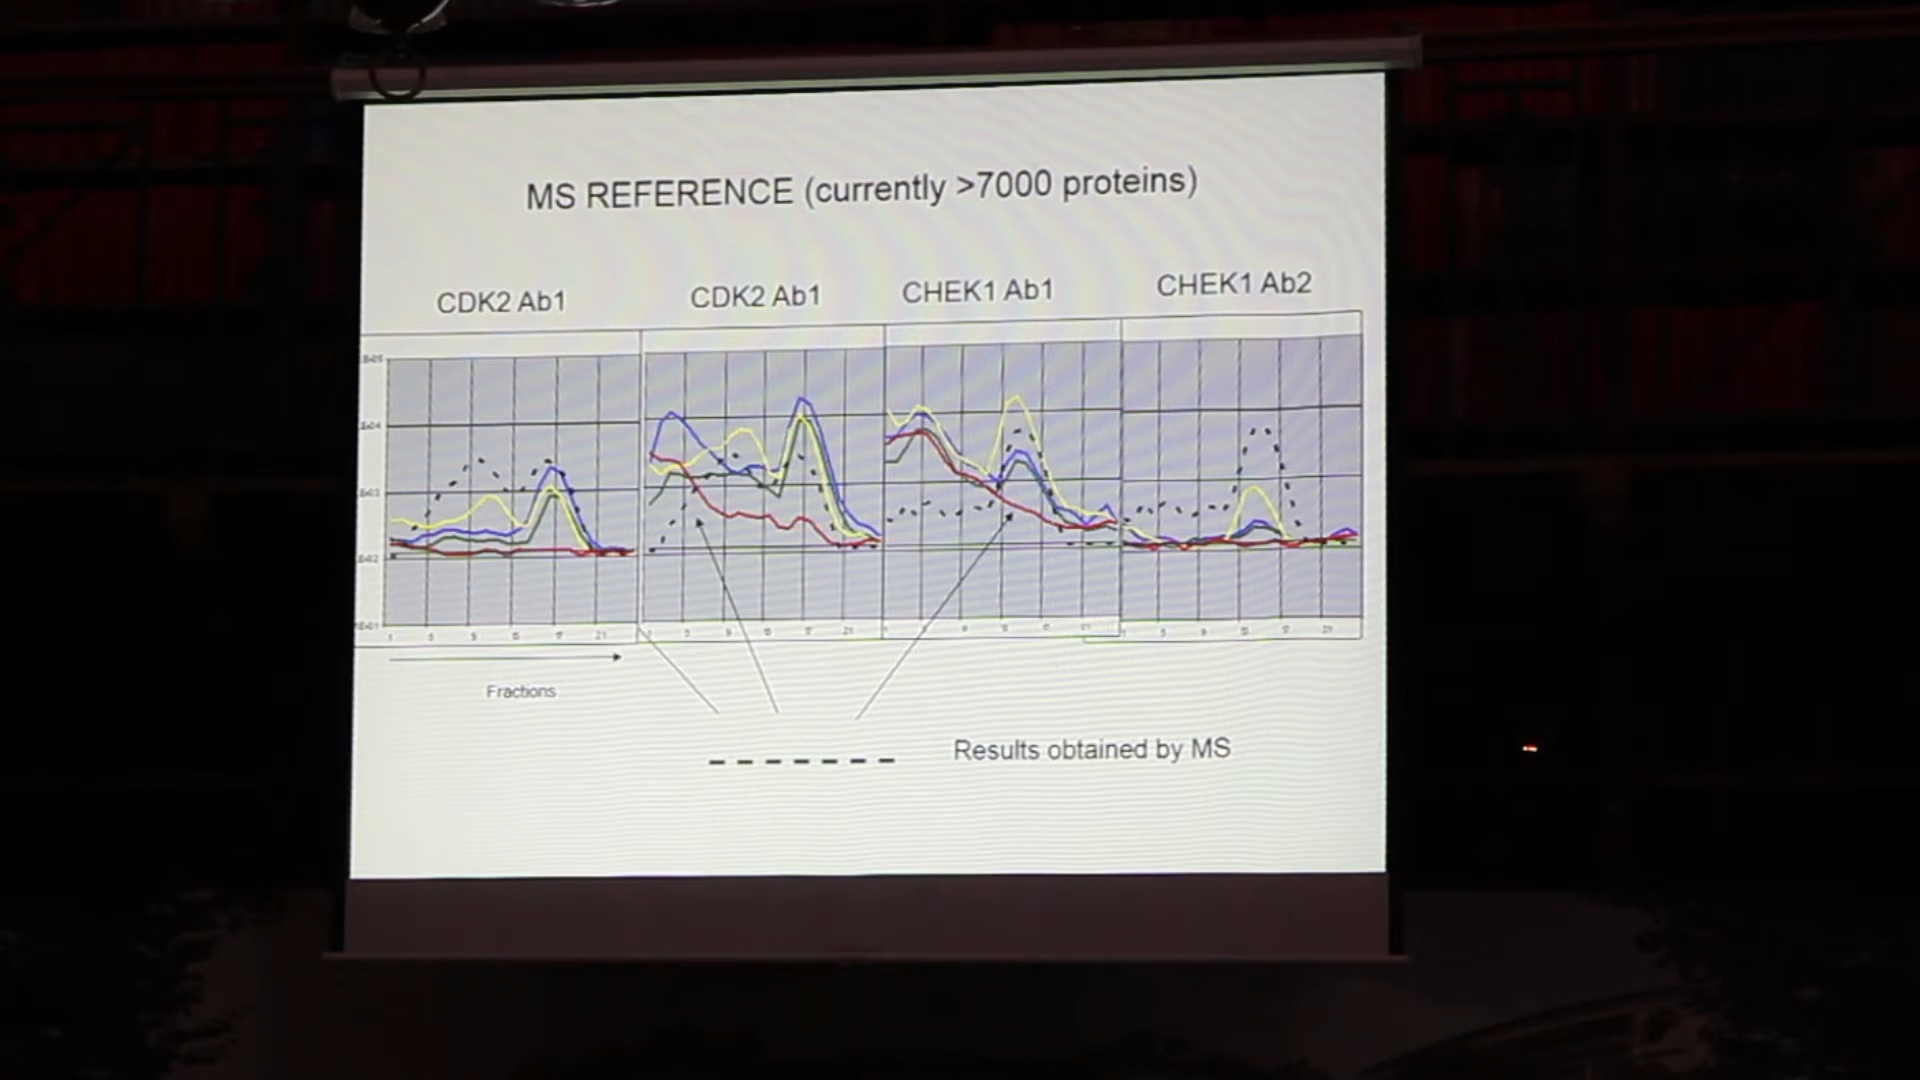 MS REFERENCE (currently >7000 proteins)
CDK2 Ab1
CDK2 Ab1
CHEK1 Ab1
CHEK1 Ab2
Fractions
Results obtained by MS